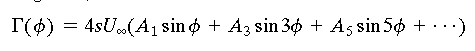 Γ(ϕ) = 4sU∞(A₁ sin ϕ + A₃ sin 3ϕ + A₅ sin 5ϕ + ···)